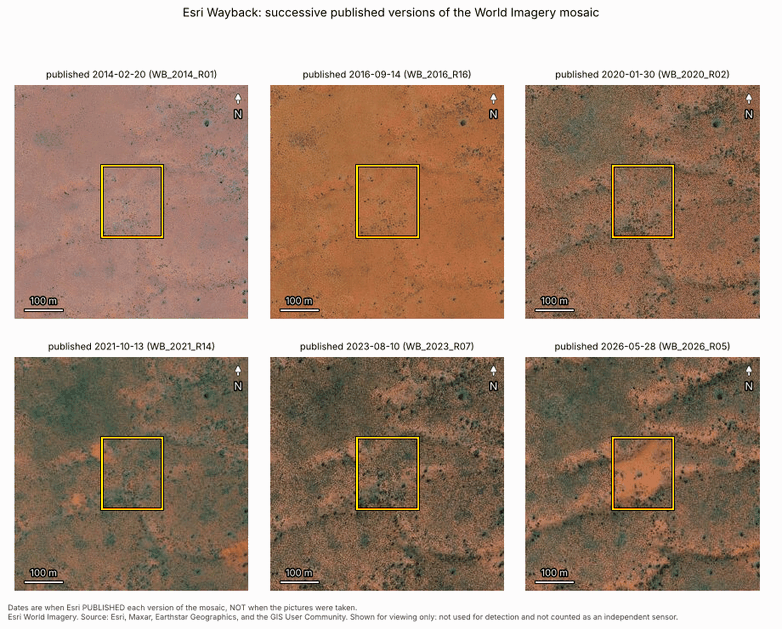 Esri Wayback: successive published versions of the World Imagery mosaic
published 2014-02-20 (WB_2014_R01)
published 2016-09-14 (WB_2016_R16)
published 2020-01-30 (WB_2020_R02)
N
N
N
100 m
100 m
100 m
published 2021-10-13 (WB_2021_R14)
published 2023-08-10 (WB_2023_R07)
published 2026-05-28 (WB_2026_R05)
N
N
N
100 m
100 m
100 m
Dates are when Esri PUBLISHED each version of the mosaic, NOT when the pictures were taken.
Esri World Imagery. Source: Esri, Maxar, Earthstar Geographics, and the GIS User Community. Shown for viewing only: not used for detection and not counted as an independent sensor.